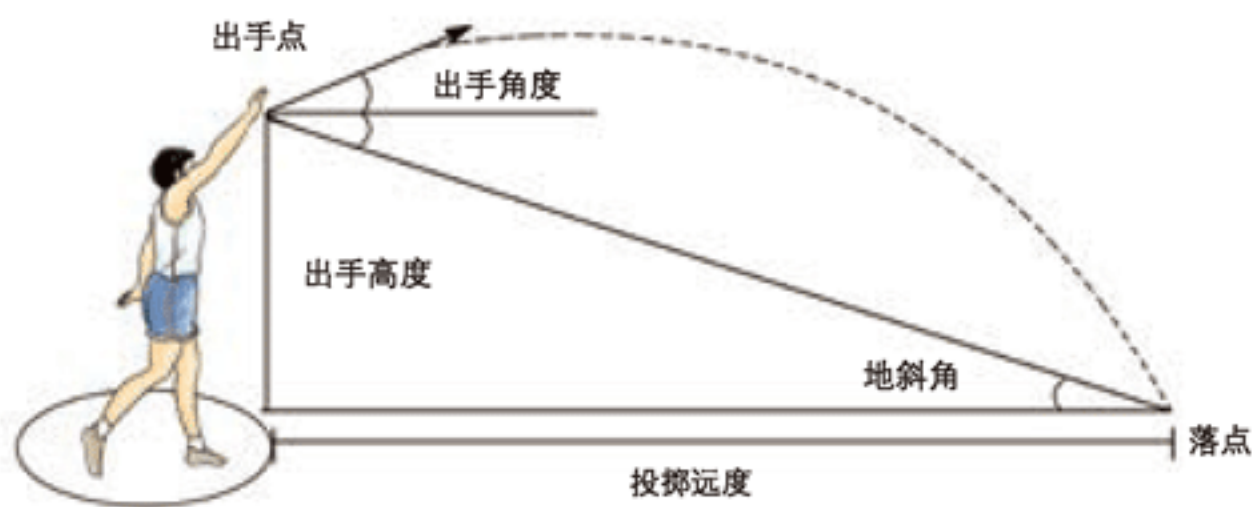 出手点
出手角度
出手高度
地斜角
落点
投掷远度